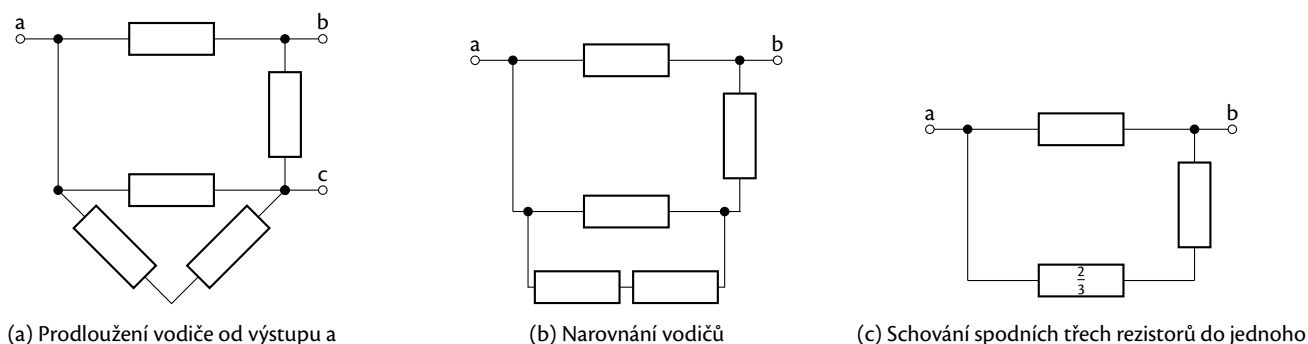 a
b
c
(a) Prodloužení vodiče od výstupu a
a
b
(b) Narovnání vodičů
a
b
2
3
(c) Schování spodních třech rezistorů do jednoho